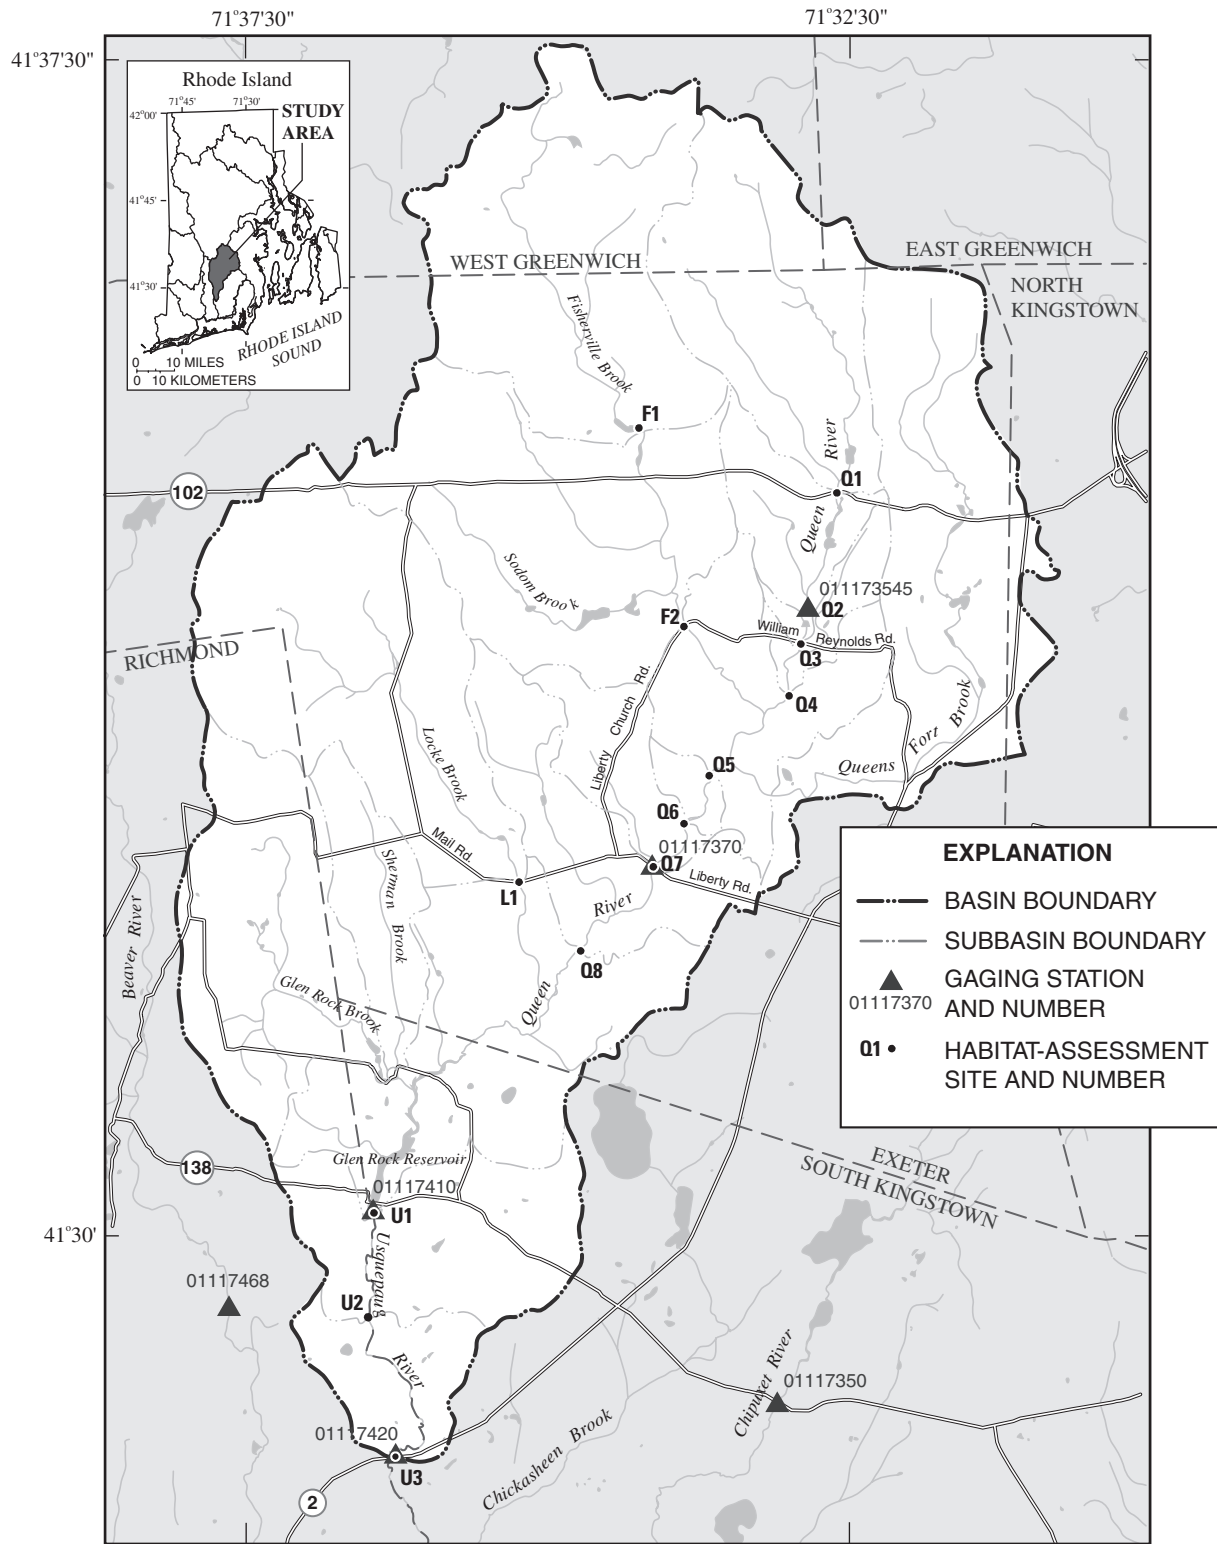 71°37'30"
71°32'30"
41°37'30"
Rhode Island
71°45'
71°30'
42°00'
STUDY
AREA
41°45'
41°30'
RHODE ISLAND
SOUND
0 10 MILES
0 10 KILOMETERS
WEST GREENWICH
EAST GREENWICH
NORTH
KINGSTOWN
Fisherville Brook
F1
River
Q1
102
Queen
Sodom Brook
011173545
Q2
F2
William Reynolds Rd.
Q3
RICHMOND
Q4
Liberty Church Rd.
Fort Brook
Queens
Locke Brook
Q5
Q6
Mail Rd.
01117370
Q7
Liberty Rd.
L1
Sherman Brook
River
Beaver River
Q8
Glen Rock Brook
Queen
EXPLANATION
BASIN BOUNDARY
SUBBASIN BOUNDARY
GAGING STATION
01117370
AND NUMBER
Q1
HABITAT-ASSESSMENT
SITE AND NUMBER
138
Glen Rock Reservoir
EXETER
SOUTH KINGSTOWN
01117410
U1
41°30'
Usquepaug
01117468
U2
River
01117350
Chipuxet River
01117420
U3
Chickasheen Brook
2